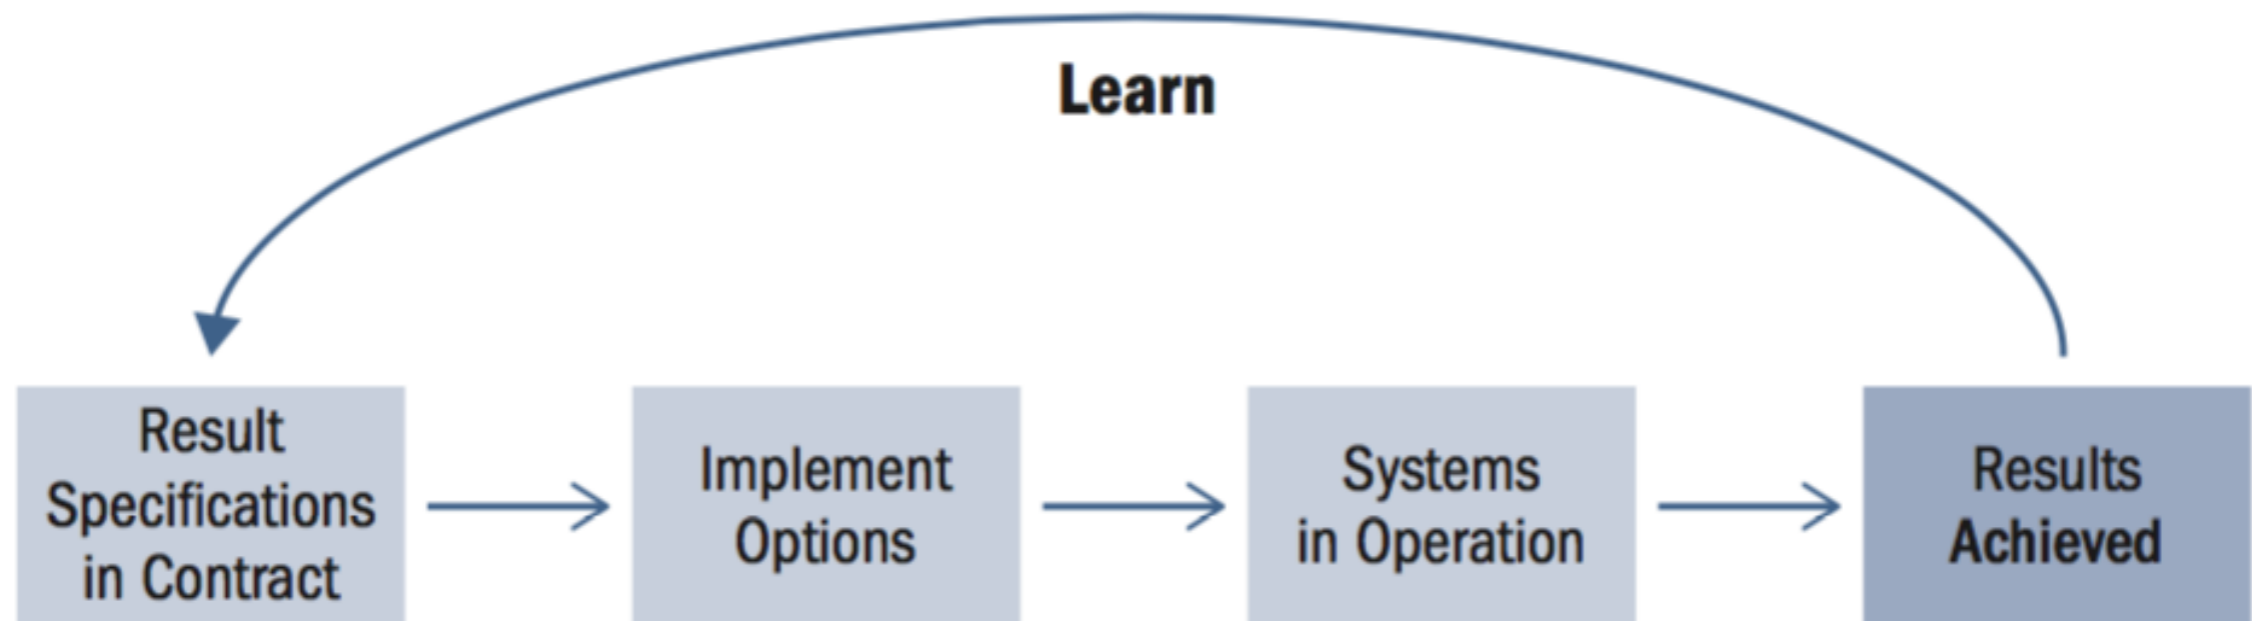 Learn
Result
Specifications
in Contract
Implement
Options
Systems
in Operation
Results
Achieved